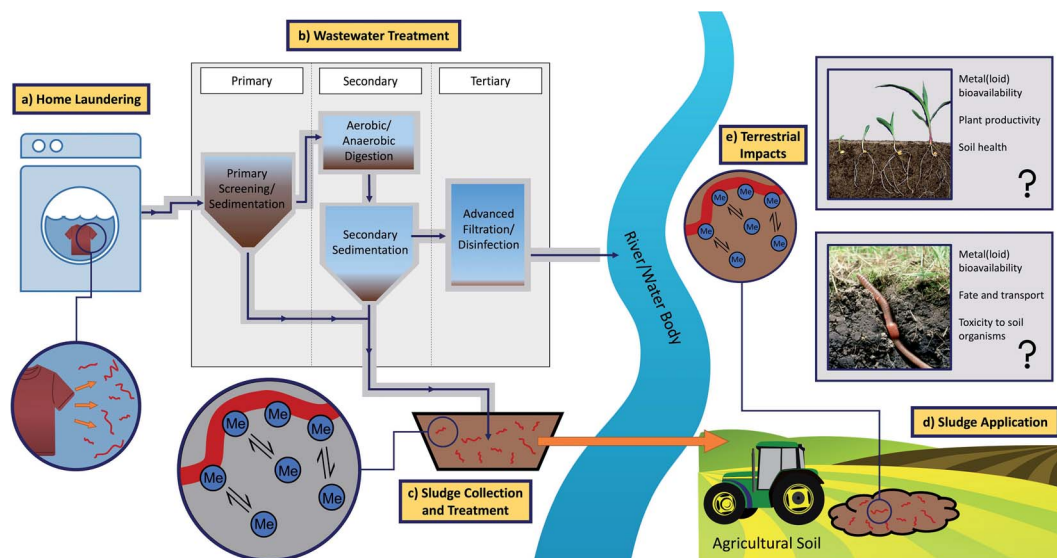 a) Home Laundering
b) Wastewater Treatment
Primary
Secondary
Tertiary
Primary
Screening/
Sedimentation
Aerobic/
Anaerobic
Digestion
Secondary
Sedimentation
Advanced
Filtration/
Disinfection
River/Water Body
Me
Me
Me
Me
Me
Me
Me
c) Sludge Collection
and Treatment
e) Terrestrial
Impacts
Me
Me
Me
Me
Me
Me
Me
Metal(loid)
bioavailability
Plant productivity
Soil health
?
Metal(loid)
bioavailability
Fate and transport
Toxicity to soil
organisms
?
d) Sludge Application
Agricultural Soil